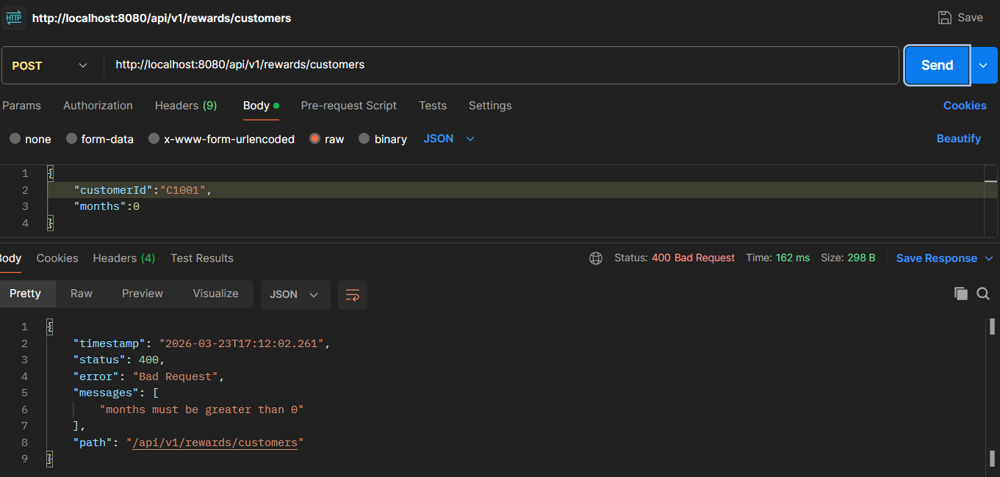 HTTP http://localhost:8080/api/v1/rewards/customers Save
POST http://localhost:8080/api/v1/rewards/customers Send
Params Authorization Headers (9) Body Pre-request Script Tests Settings Cookies
none form-data x-www-form-urlencoded raw binary JSON Beautify
1 {
2 "customerId":"C1001",
3 "months":0
4 }
Body Cookies Headers (4) Test Results Status: 400 Bad Request Time: 162 ms Size: 298 B Save Response
Pretty Raw Preview Visualize JSON
1 {
2 "timestamp": "2026-03-23T17:12:02.261",
3 "status": 400,
4 "error": "Bad Request",
5 "messages": [
6 "months must be greater than 0"
7 ],
8 "path": "/api/v1/rewards/customers"
9 }